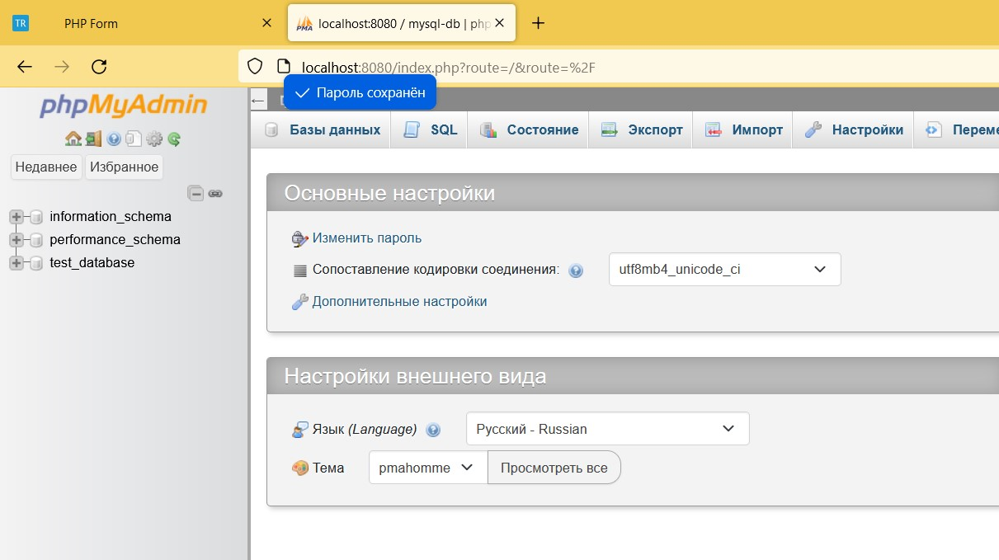 TR PHP Form
PMA localhost:8080 / mysql-db | php
localhost:8080/index.php?route=/&route=%2F
Пароль сохранён
phpMyAdmin
Недавнее Избранное
information_schema
performance_schema
test_database
Базы данных SQL Состояние Экспорт Импорт Настройки Переме
Основные настройки
Изменить пароль
Сопоставление кодировки соединения: utf8mb4_unicode_ci
Дополнительные настройки
Настройки внешнего вида
Язык (Language) Русский - Russian
Тема pmahomme Просмотреть все